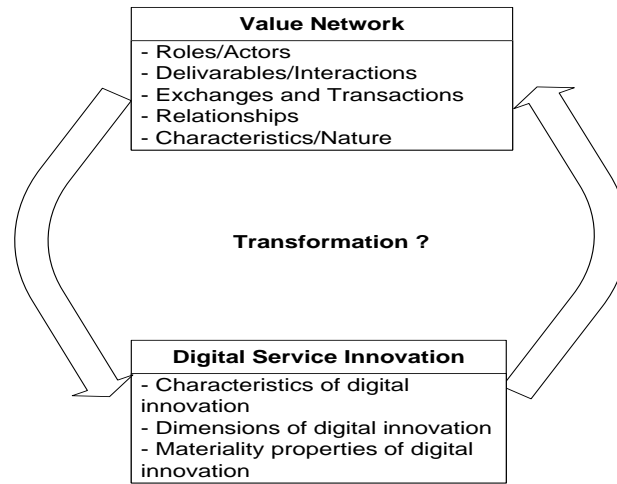 Value Network
- Roles/Actors
- Delivarables/Interactions
- Exchanges and Transactions
- Relationships
- Characteristics/Nature
Transformation ?
Digital Service Innovation
- Characteristics of digital
innovation
- Dimensions of digital innovation
- Materiality properties of digital
innovation